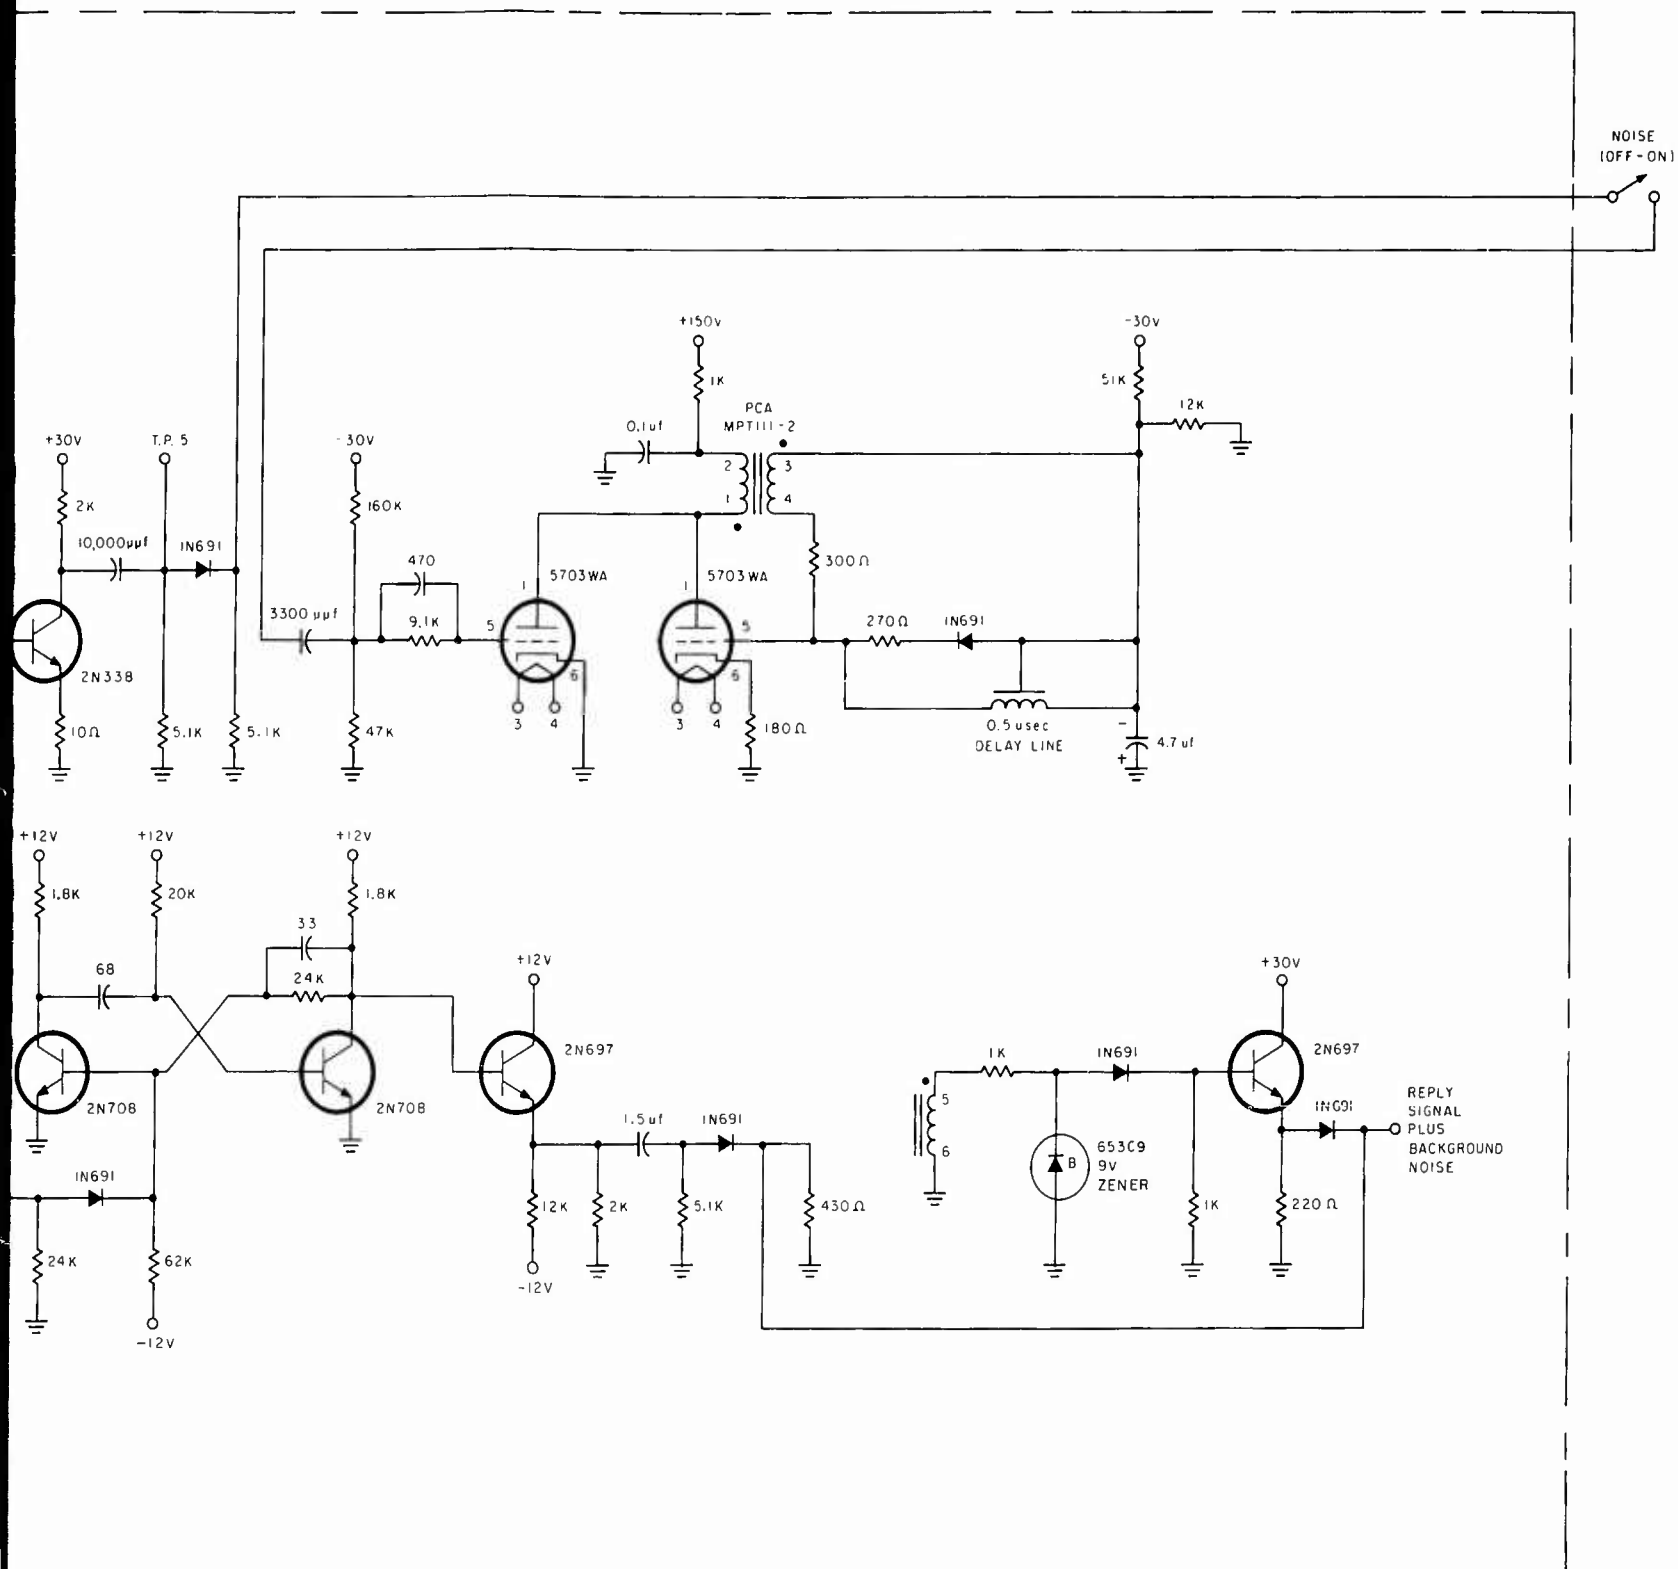 NOISE
(OFF-ON)
+150V
1K
PCA
MPT111-2
0.1uf
2
3
1
4
-30V
51K
12K
+30V
2K
T.P. 5
10,000µµf
1N691
-30V
160K
470
9.1K
3300µµf
5
1
5703WA
6
3
4
1
5703WA
5
6
3
4
300Ω
270Ω
1N691
0.5 usec
DELAY LINE
-
+
4.7uf
2N338
10Ω
5.1K
5.1K
47K
180Ω
+12V
1.8K
+12V
20K
+12V
1.8K
33
24K
68
2N708
2N708
1N691
24K
62K
-12V
+12V
2N697
1.5uf
1N691
12K
2K
5.1K
430Ω
-12V
5
6
1K
1N691
B
653C9
9V
ZENER
1K
+30V
2N697
1N691
220Ω
REPLY
SIGNAL
PLUS
BACKGROUND
NOISE